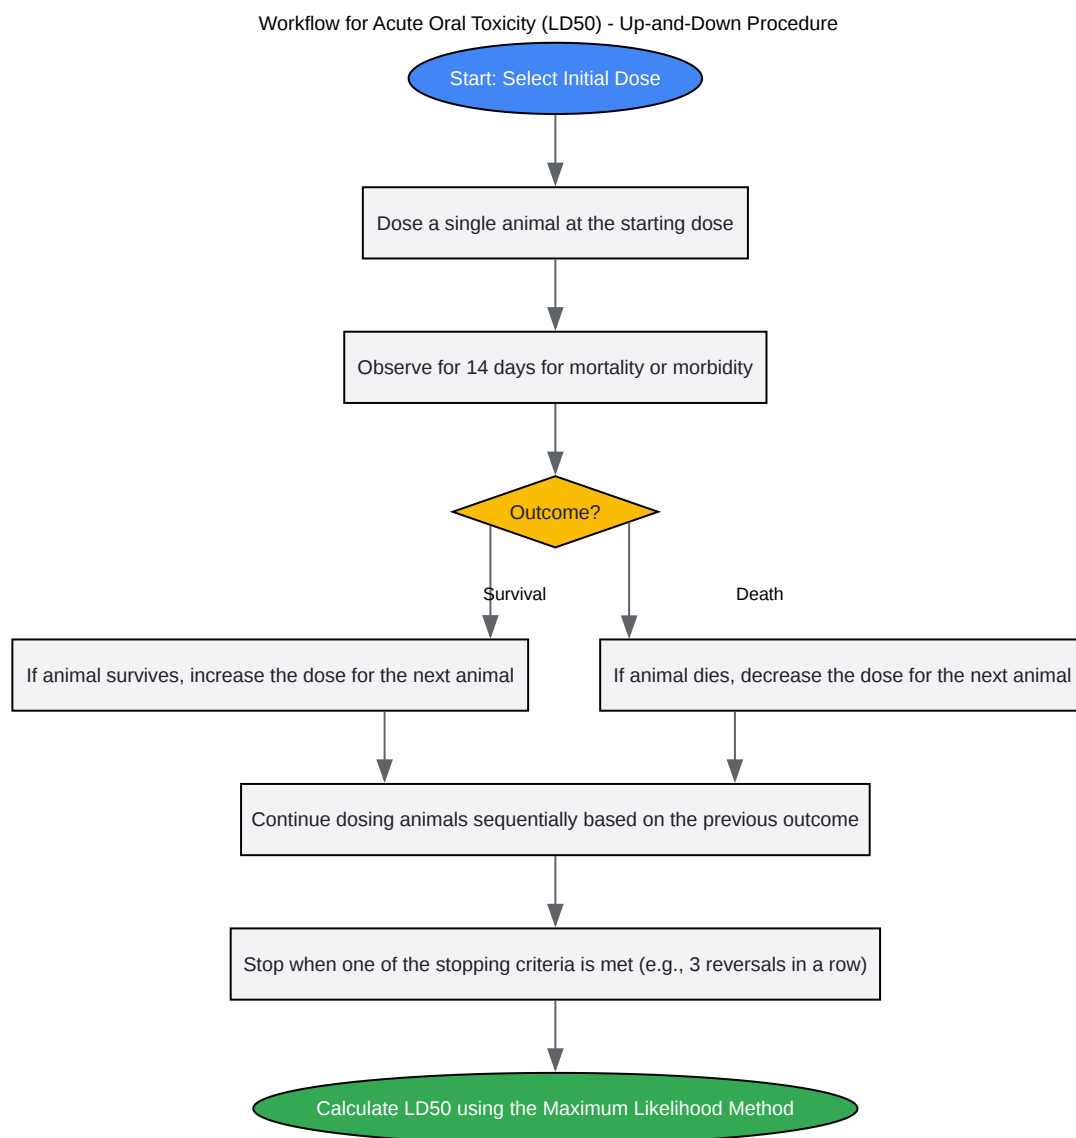 Workflow for Acute Oral Toxicity (LD50) - Up-and-Down Procedure
Start: Select Initial Dose
Dose a single animal at the starting dose
Observe for 14 days for mortality or morbidity
Outcome?
Survival
Death
If animal survives, increase the dose for the next animal
If animal dies, decrease the dose for the next animal
Continue dosing animals sequentially based on the previous outcome
Stop when one of the stopping criteria is met (e.g., 3 reversals in a row)
Calculate LD50 using the Maximum Likelihood Method